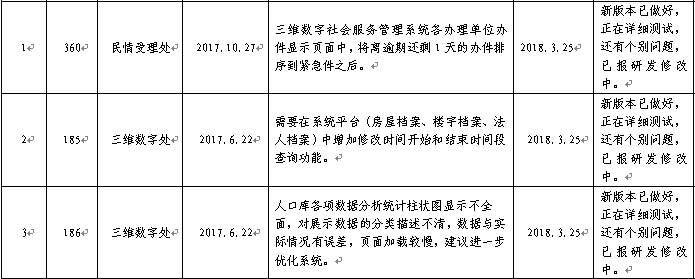 1 360 民情受理处 2017.10.27 三维数字社会服务管理系统各办理单位办
件显示页面中，将离逾期还剩1天的办件排
序到紧急件之后。 2018.3.25 新版本已做好，
正在详细测试，
还有个别问题，
已报研发修改
中。
2 185 三维数字处 2017.6.22 需要在系统平台（房屋档案、楼宇档案、法
人档案）中增加修改时间开始和结束时间段
查询功能。 2018.3.25 新版本已做好，
正在详细测试，
还有个别问题，
已报研发修改
中。
3 186 三维数字处 2017.6.22 人口库各项数据分析统计柱状图显示不全
面，对展示数据的分类描述不清，数据与实
际情况有误差，页面加载较慢，建议进一步
优化系统。 2018.3.25 新版本已做好，
正在详细测试，
还有个别问题，
已报研发修改
中。